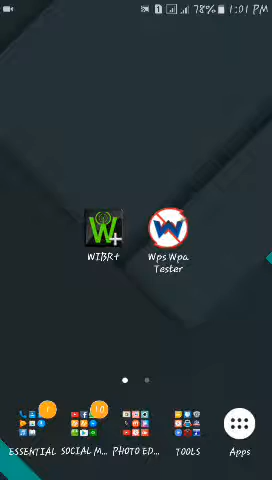 78% 1:01 PM
WIBR+
Wps Wpa
Tester
1
10
ESSENTIAL SOCIAL M... PHOTO ED... TOOLS Apps